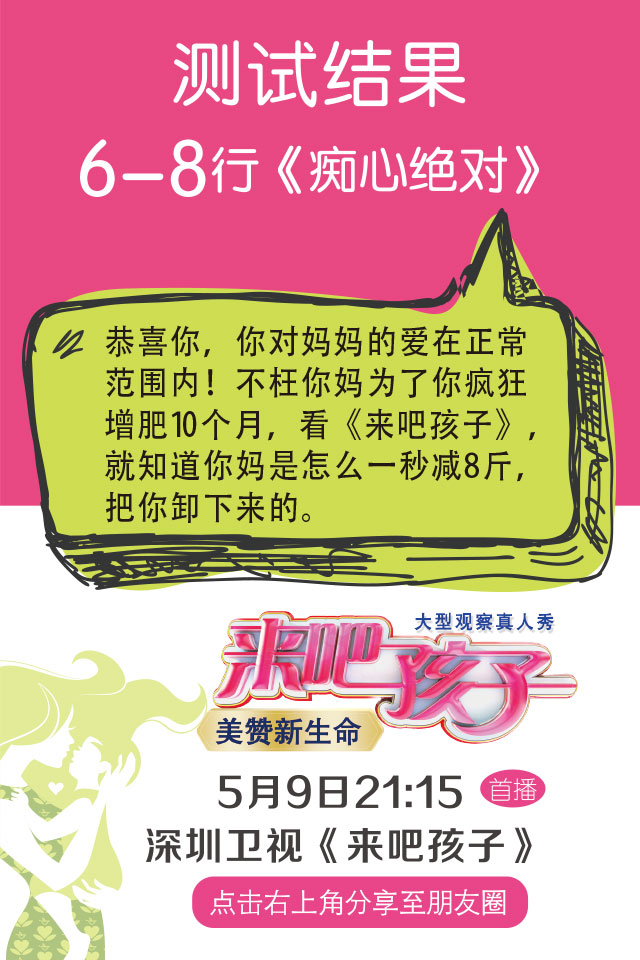 测试结果
6-8行《痴心绝对》
恭喜你，你对妈妈的爱在正常
范围内！不枉你妈为了你疯狂
增肥10个月，看《来吧孩子》，
就知道你妈是怎么一秒减8斤，
把你卸下来的。
大型观察真人秀
来吧孩子
美赞新生命
5月9日21:15 首播
深圳卫视《来吧孩子》
点击右上角分享至朋友圈